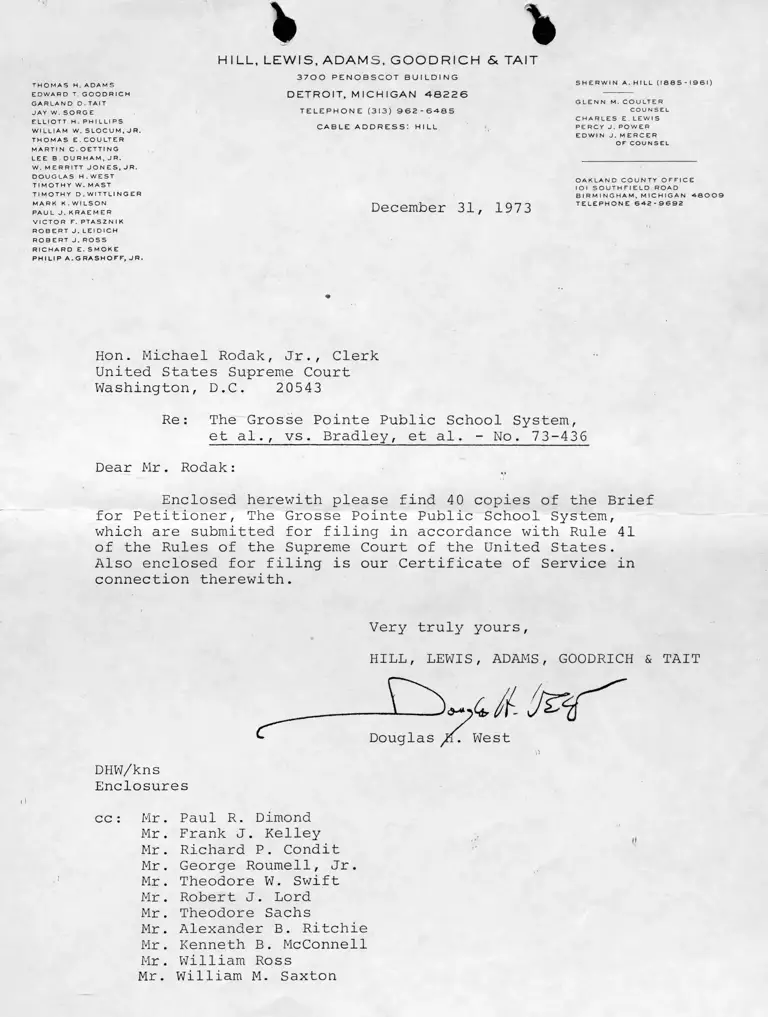 HILL, LEWIS, ADAMS, GOODRICH & TAIT
3700 PENOBSCOT BUILDING
DETROIT, MICHIGAN 48226
TELEPHONE (313) 962-6485
CABLE ADDRESS: HILL
THOMAS H. ADAMS
EDWARD T. GOODRICH
GARLAND D. TAIT
JAY W. SORGE
ELLIOTT H. PHILLIPS
WILLIAM W. SLOCUM, JR.
THOMAS E. COULTER
MARTIN C. OETTING
LEE B. DURHAM, JR.
W. MERRITT JONES, JR.
DOUGLAS H. WEST
TIMOTHY W. MAST
TIMOTHY D. WITTLINGER
MARK K. WILSON
PAUL J. KRAEMER
VICTOR F. PTASZNIK
ROBERT J. LEIDICH
ROBERT J. ROSS
RICHARD E. SMOKE
PHILIP A. GRASHOFF, JR.
SHERWIN A. HILL (1885-1961)
GLENN M. COULTER
COUNSEL
CHARLES E. LEWIS
PERCY J. POWER
EDWIN J. MERCER
OF COUNSEL
OAKLAND COUNTY OFFICE
101 SOUTHFIELD ROAD
BIRMINGHAM, MICHIGAN 48009
TELEPHONE 642-9692
December 31, 1973
Hon. Michael Rodak, Jr., Clerk
United States Supreme Court
Washington, D.C. 20543
Re: The Grosse Pointe Public School System,
et al., vs. Bradley, et al. - No. 73-436
Dear Mr. Rodak:
Enclosed herewith please find 40 copies of the Brief
for Petitioner, The Grosse Pointe Public School System,
which are submitted for filing in accordance with Rule 41
of the Rules of the Supreme Court of the United States.
Also enclosed for filing is our Certificate of Service in
connection therewith.
Very truly yours,
HILL, LEWIS, ADAMS, GOODRICH & TAIT
Douglas H. West
Douglas H. West
DHW/kns
Enclosures
cc: Mr. Paul R. Dimond
Mr. Frank J. Kelley
Mr. Richard P. Condit
Mr. George Roumell, Jr.
Mr. Theodore W. Swift
Mr. Robert J. Lord
Mr. Theodore Sachs
Mr. Alexander B. Ritchie
Mr. Kenneth B. McConnell
Mr. William Ross
Mr. William M. Saxton